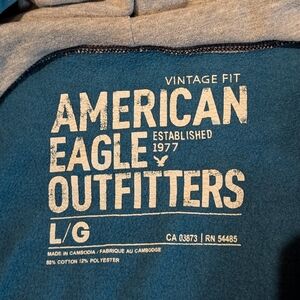 VINTAGE FIT
AMERICAN
EAGLE ESTABLISHED 1977
OUTFITTERS
L/G CA 03873 | RN 54485
MADE IN CAMBODIA / FABRIQUE AU CAMBODGE
88% COTTON 12% POLYESTER